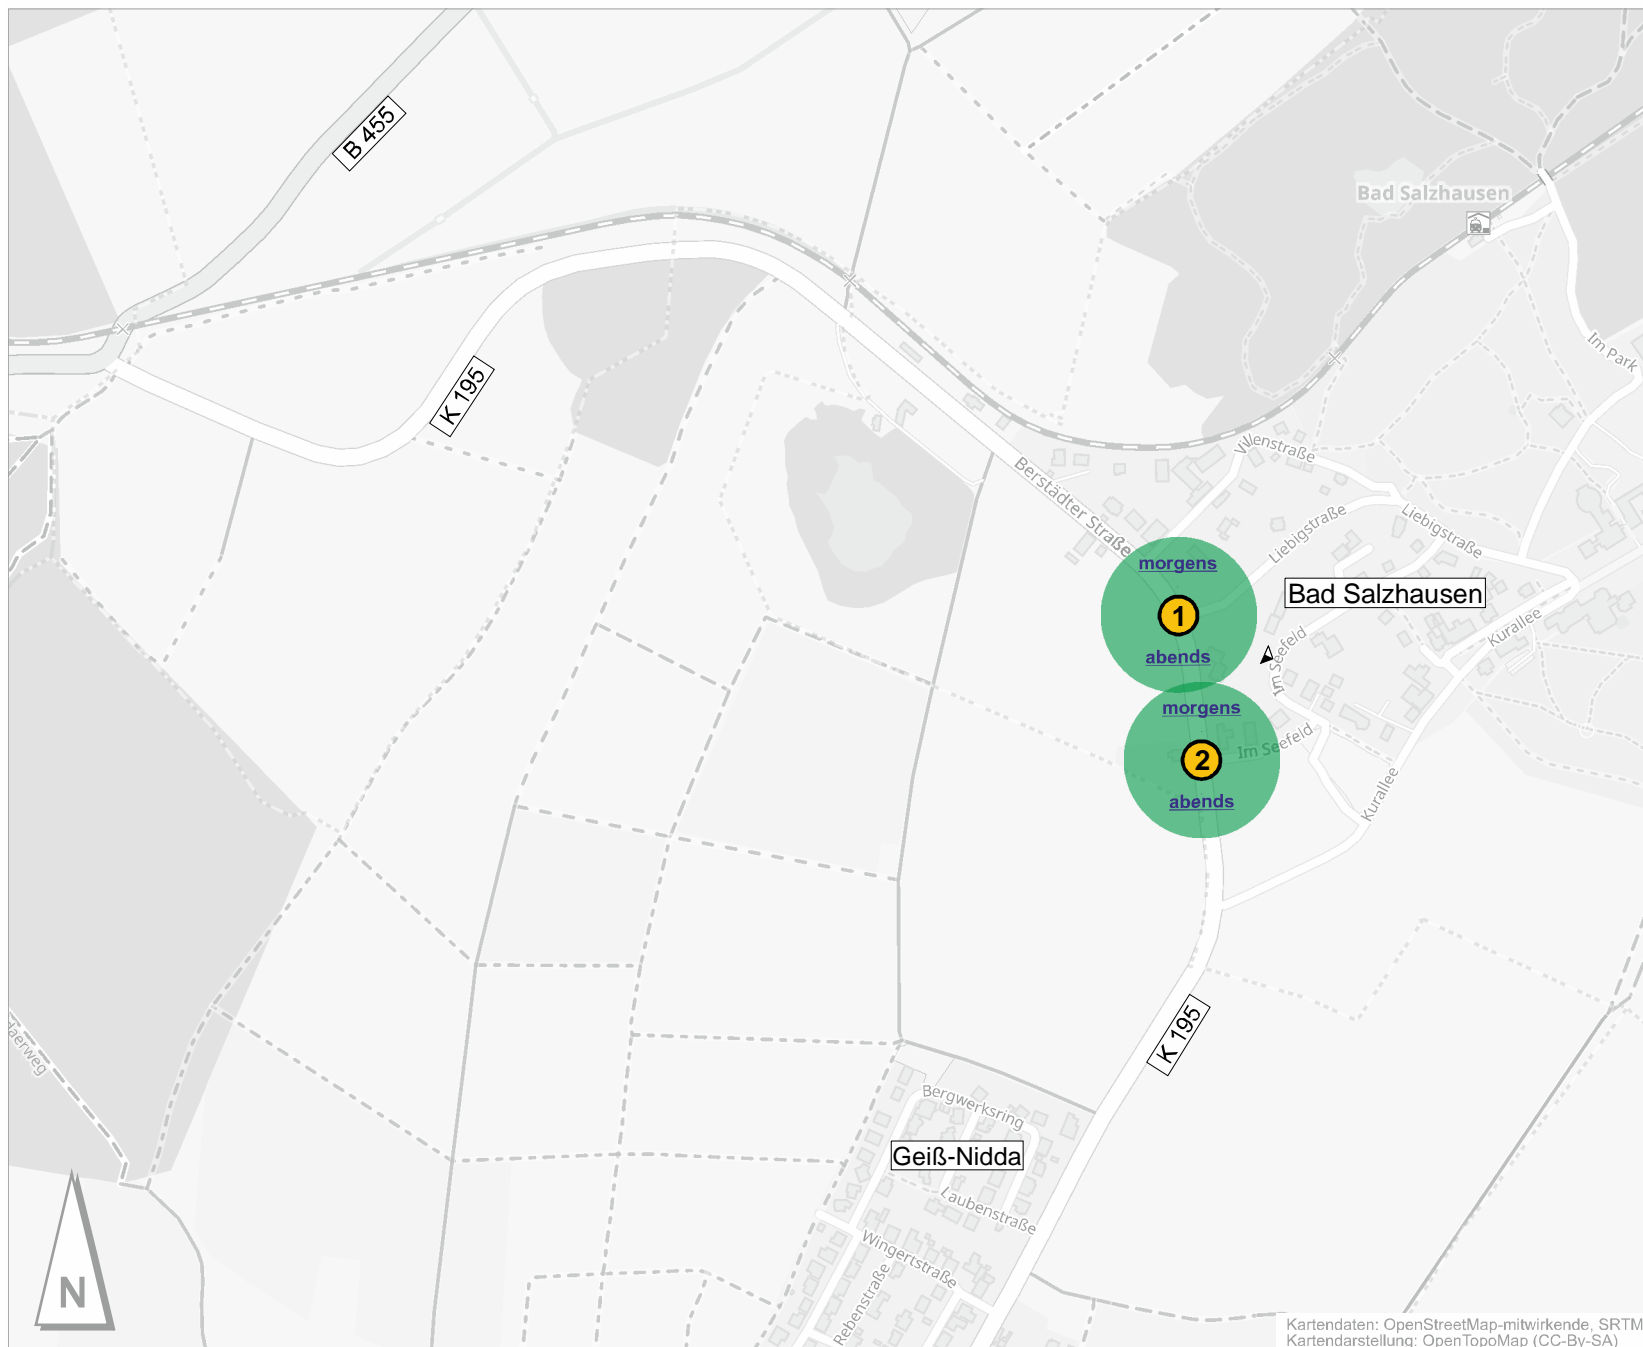 B 455
Bad Salzhausen
Im Park
K 195
Villenstraße
Berstädter Straße
Liebigstraße
Liebigstraße
morgens
1
abends
Bad Salzhausen
Kurallee
Im Seefeld
morgens
2
abends
Im Seefeld
Kurallee
K 195
daerweg
Bergwerksring
Geiß-Nidda
Laubenstraße
Wingertstraße
Rebenstraße
N
Kartendaten: OpenStreetMap-mitwirkende, SRTM
Kartendarstellung: OpenTopoMap (CC-By-SA)